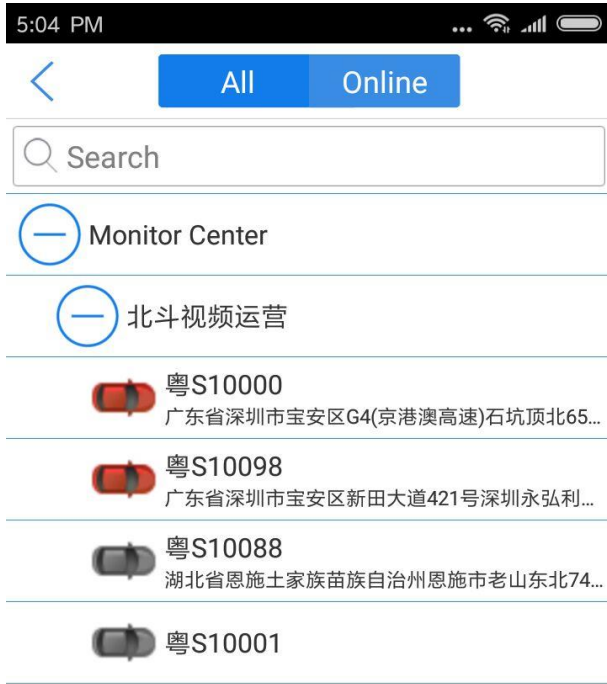 5:04 PM
All
Online
Search
Monitor Center
北斗视频运营
粤S10000
广东省深圳市宝安区G4(京港澳高速)石坑顶北65...
粤S10098
广东省深圳市宝安区新田大道421号深圳永弘利...
粤S10088
湖北省恩施土家族苗族自治州恩施市老山东北74...
粤S10001